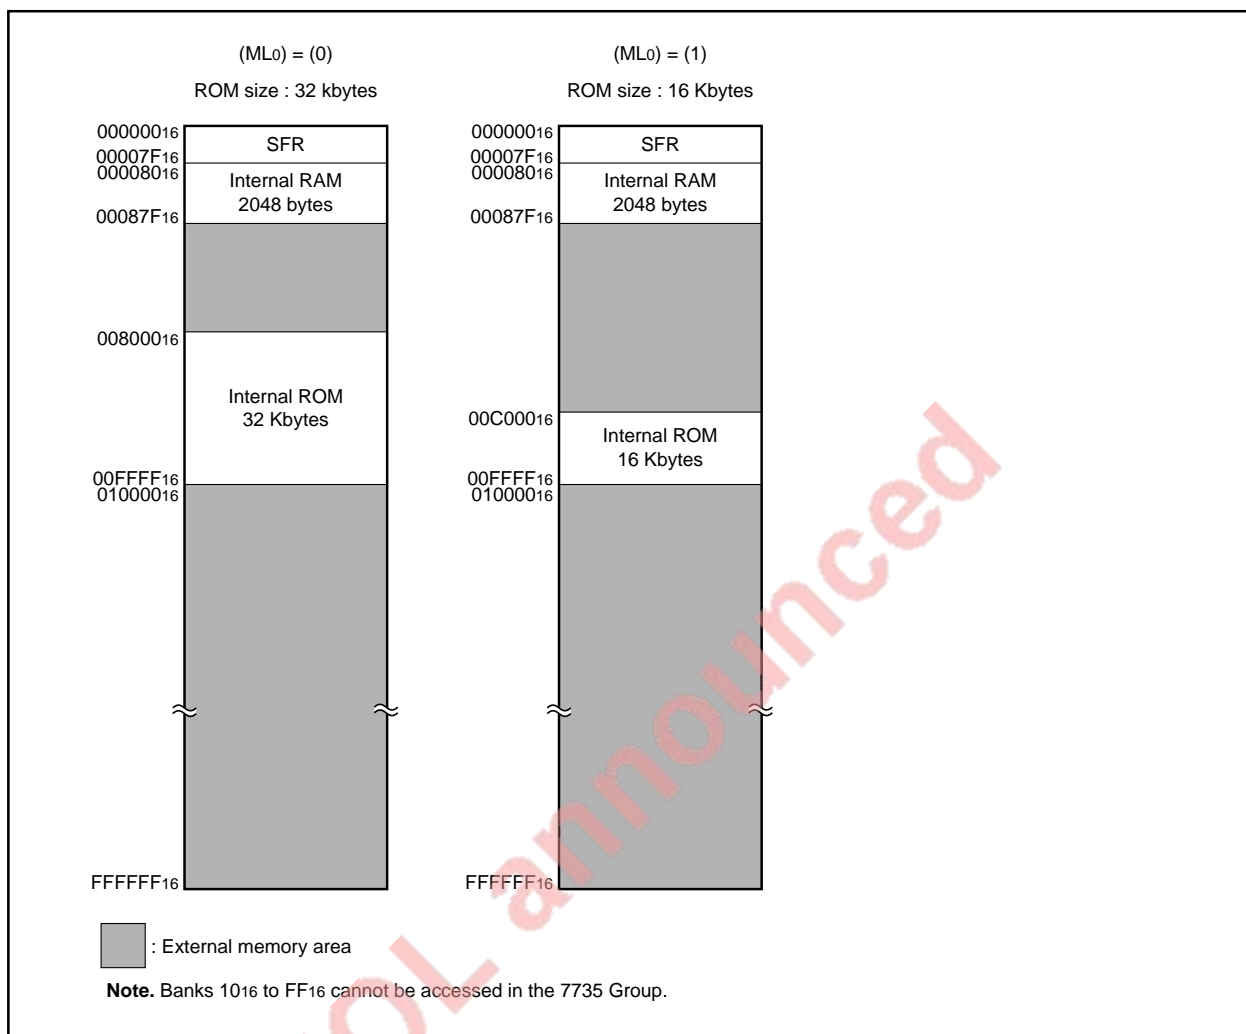 (ML0) = (0)
ROM size : 32 kbytes
00000016
SFR
00007F16
00008016
Internal RAM
2048 bytes
00087F16
00800016
Internal ROM
32 Kbytes
00FFFF16
01000016
FFFFFF16
(ML0) = (1)
ROM size : 16 Kbytes
00000016
SFR
00007F16
00008016
Internal RAM
2048 bytes
00087F16
00C00016
Internal ROM
16 Kbytes
00FFFF16
01000016
FFFFFF16
: External memory area
Note. Banks 1016 to FF16 cannot be accessed in the 7735 Group.
OL announced